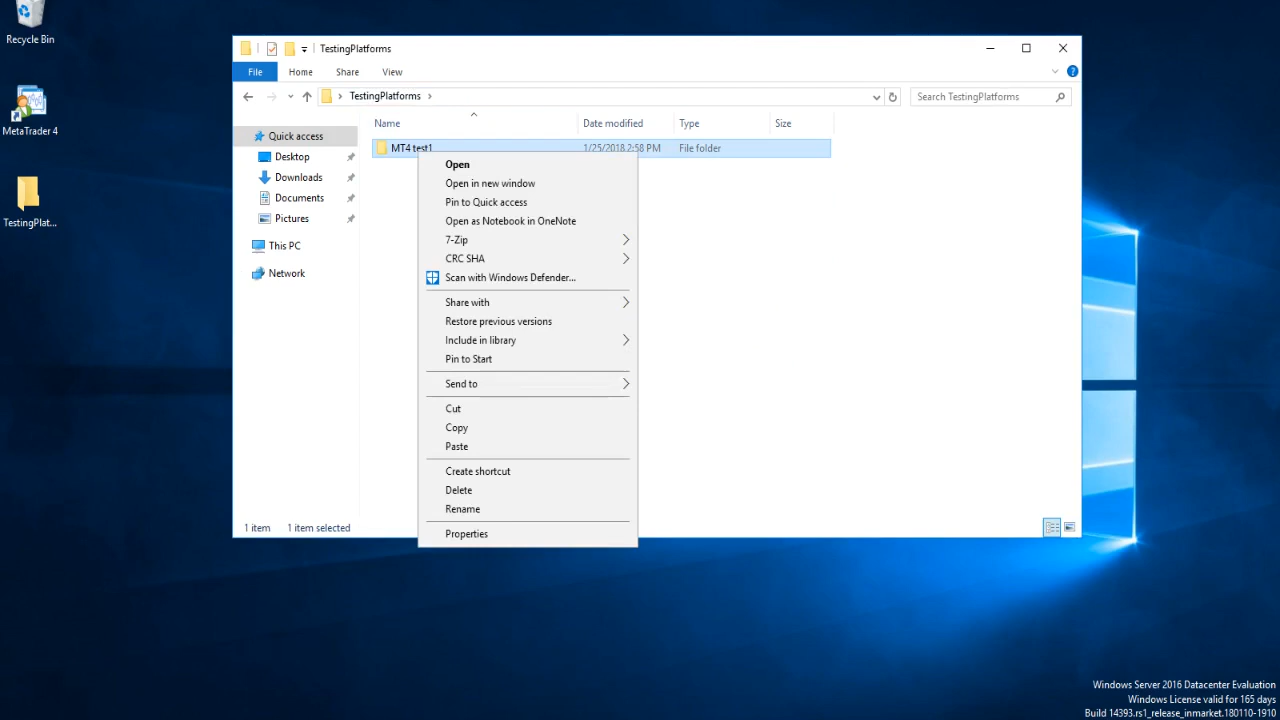 Recycle Bin
MetaTrader 4
TestingPlat...
TestingPlatforms
File Home Share View
TestingPlatforms
Search TestingPlatforms
Name Date modified Type Size
Quick access
Desktop
Downloads
Documents
Pictures
This PC
Network
MT4 test1 1/25/2018 2:58 PM File folder
Open
Open in new window
Pin to Quick access
Open as Notebook in OneNote
7-Zip
CRC SHA
Scan with Windows Defender...
Share with
Restore previous versions
Include in library
Pin to Start
Send to
Cut
Copy
Paste
Create shortcut
Delete
Rename
Properties
1 item 1 item selected
Windows Server 2016 Datacenter Evaluation
Windows License valid for 165 days
Build 14393.rs1_release_inmarket.180110-1910